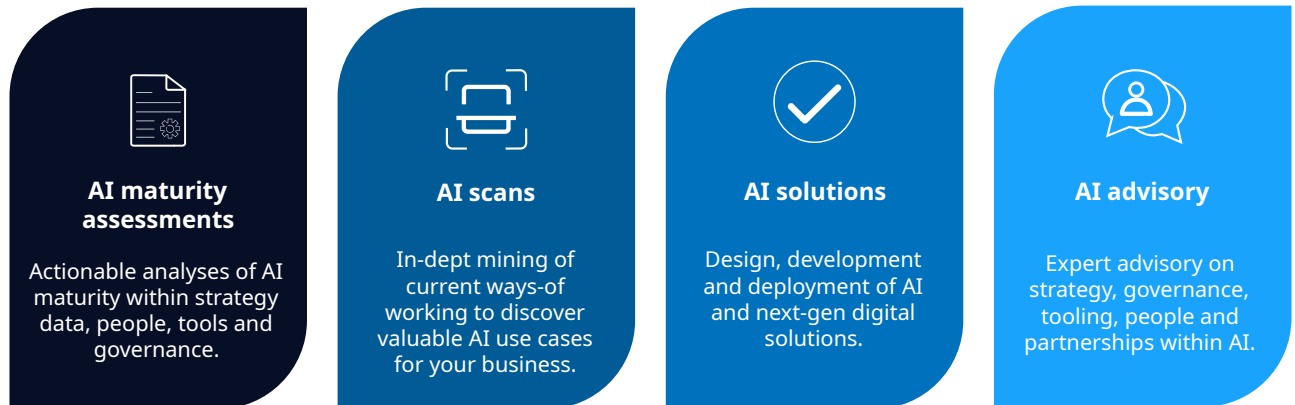 AI maturity
assessments
Actionable analyses of AI
maturity within strategy
data, people, tools and
governance.
AI scans
In-dept mining of
current ways-of
working to discover
valuable AI use cases
for your business.
AI solutions
Design, development
and deployment of AI
and next-gen digital
solutions.
AI advisory
Expert advisory on
strategy, governance,
tooling, people and
partnerships within AI.